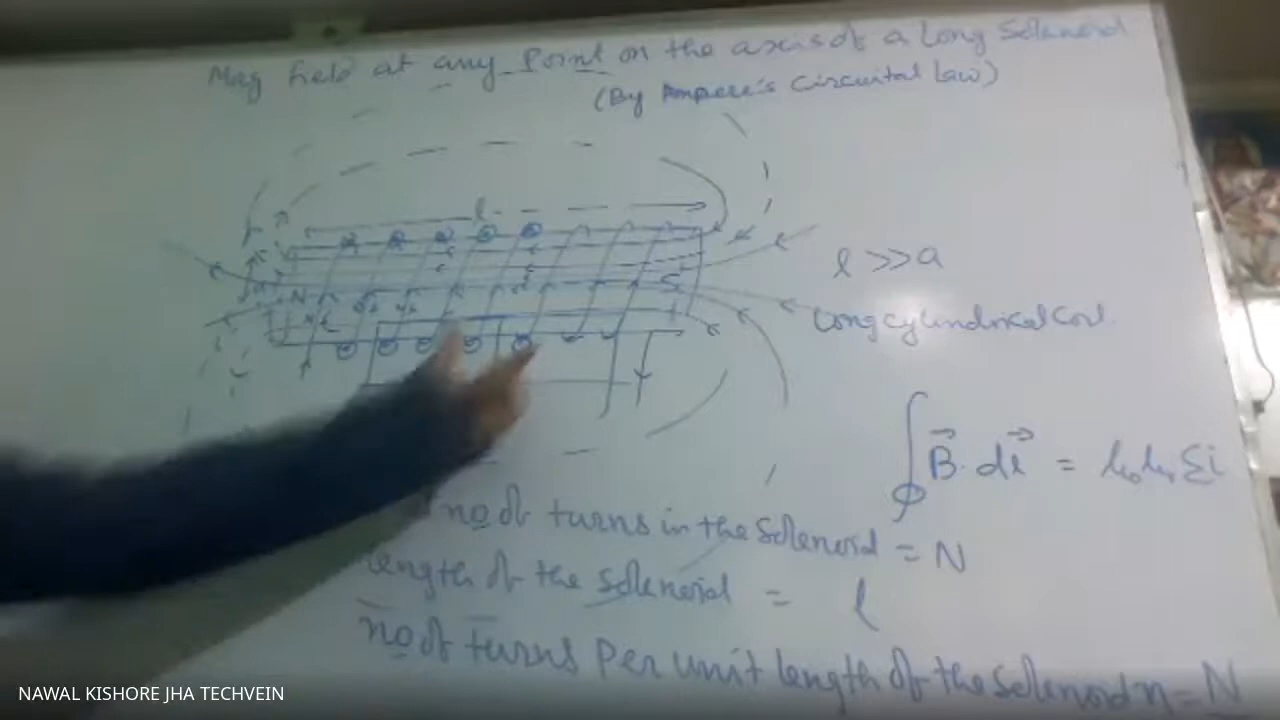 Mag field at any Point on the axis of a Long Solenoid
(By Ampere's Circuital Law)
l
l >> a
N
S
Long cylindrical Coil
∮ B⃗. dl⃗ = μ₀μᵣ Σi
no of turns in the Solenoid = N
length of the Solenoid = l
no of turns Per unit length of the Solenoid n = N
NAWAL KISHORE JHA TECHVEIN